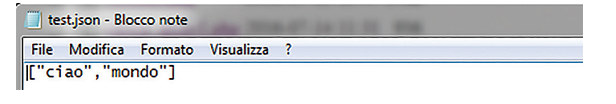 test.json - Blocco note
File Modifica Formato Visualizza ?
["ciao","mondo"]